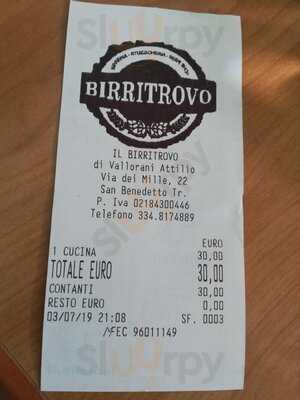 BIRRITROVO
IL BIRRITROVO
di Vallorani Attilio
Via dei Mille, 22
San Benedetto Tr.
P. Iva 02184300446
Telefono 334.8174889
EURO
1 CUCINA 30,00
TOTALE EURO 30,00
CONTANTI 30,00
RESTO EURO 0,00
03/07/19 21:08 SF. 0003
MFEC 96011149
sluurpy